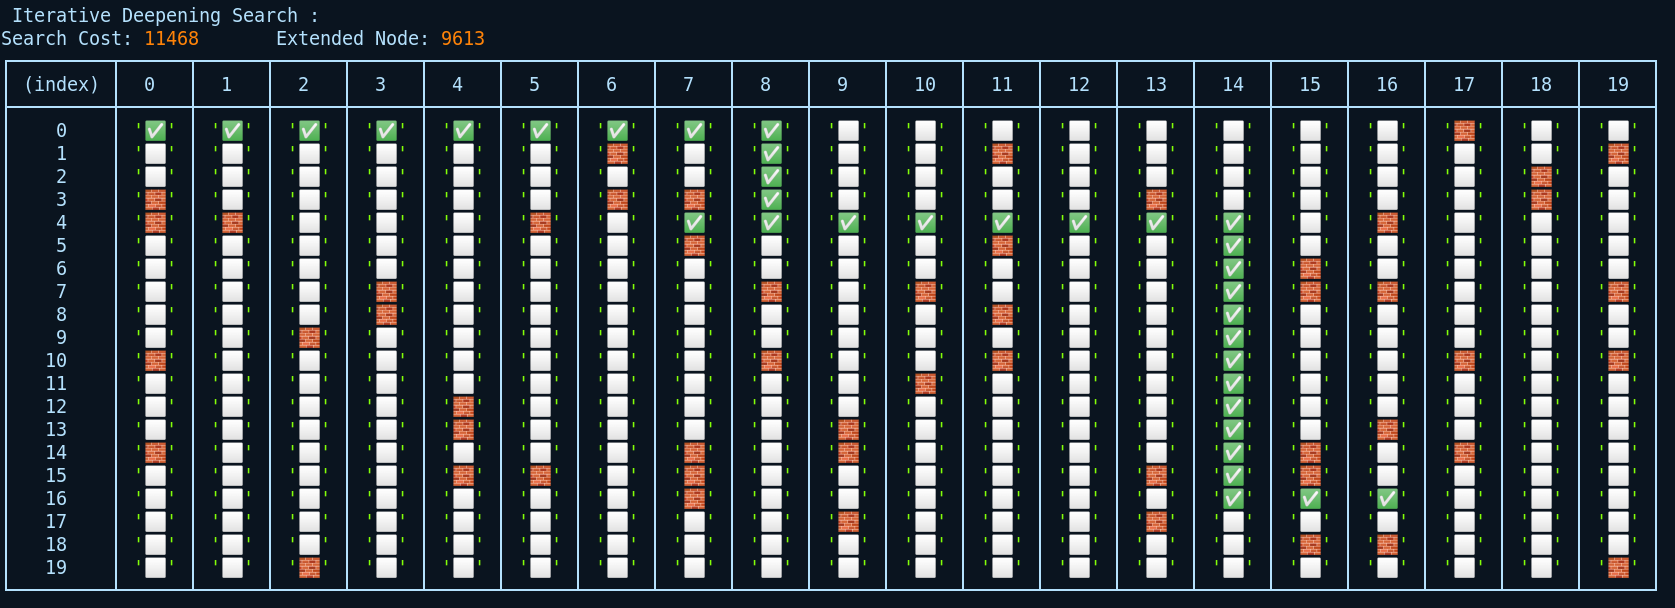 Iterative Deepening Search :
Search Cost: 11468 Extended Node: 9613
(index) 0 1 2 3 4 5 6 7 8 9 10 11 12 13 14 15 16 17 18 19
0 '✅' '✅' '✅' '✅' '✅' '✅' '✅' '✅' '✅' '⬜' '⬜' '⬜' '⬜' '⬜' '⬜' '⬜' '⬜' '🧱' '⬜' '⬜'
1 '⬜' '⬜' '⬜' '⬜' '⬜' '⬜' '🧱' '⬜' '✅' '⬜' '⬜' '🧱' '⬜' '⬜' '⬜' '⬜' '⬜' '⬜' '⬜' '🧱'
2 '⬜' '⬜' '⬜' '⬜' '⬜' '⬜' '⬜' '⬜' '✅' '⬜' '⬜' '⬜' '⬜' '⬜' '⬜' '⬜' '⬜' '⬜' '🧱' '⬜'
3 '🧱' '⬜' '⬜' '⬜' '⬜' '⬜' '🧱' '🧱' '✅' '⬜' '⬜' '⬜' '⬜' '🧱' '⬜' '⬜' '⬜' '⬜' '🧱' '⬜'
4 '🧱' '🧱' '⬜' '⬜' '⬜' '🧱' '⬜' '✅' '✅' '✅' '✅' '✅' '✅' '✅' '✅' '⬜' '🧱' '⬜' '⬜' '⬜'
5 '⬜' '⬜' '⬜' '⬜' '⬜' '⬜' '⬜' '🧱' '⬜' '⬜' '⬜' '🧱' '⬜' '⬜' '✅' '⬜' '⬜' '⬜' '⬜' '⬜'
6 '⬜' '⬜' '⬜' '⬜' '⬜' '⬜' '⬜' '⬜' '⬜' '⬜' '⬜' '⬜' '⬜' '⬜' '✅' '🧱' '⬜' '⬜' '⬜' '⬜'
7 '⬜' '⬜' '⬜' '🧱' '⬜' '⬜' '⬜' '⬜' '🧱' '⬜' '🧱' '⬜' '⬜' '⬜' '✅' '🧱' '🧱' '⬜' '⬜' '🧱'
8 '⬜' '⬜' '⬜' '🧱' '⬜' '⬜' '⬜' '⬜' '⬜' '⬜' '⬜' '🧱' '⬜' '⬜' '✅' '⬜' '⬜' '⬜' '⬜' '⬜'
9 '⬜' '⬜' '🧱' '⬜' '⬜' '⬜' '⬜' '⬜' '⬜' '⬜' '⬜' '⬜' '⬜' '⬜' '✅' '⬜' '⬜' '⬜' '⬜' '⬜'
10 '🧱' '⬜' '⬜' '⬜' '⬜' '⬜' '⬜' '⬜' '🧱' '⬜' '⬜' '🧱' '⬜' '⬜' '✅' '⬜' '⬜' '🧱' '⬜' '🧱'
11 '⬜' '⬜' '⬜' '⬜' '⬜' '⬜' '⬜' '⬜' '⬜' '⬜' '🧱' '⬜' '⬜' '⬜' '✅' '⬜' '⬜' '⬜' '⬜' '⬜'
12 '⬜' '⬜' '⬜' '⬜' '🧱' '⬜' '⬜' '⬜' '⬜' '⬜' '⬜' '⬜' '⬜' '⬜' '✅' '⬜' '⬜' '⬜' '⬜' '⬜'
13 '⬜' '⬜' '⬜' '⬜' '🧱' '⬜' '⬜' '⬜' '⬜' '🧱' '⬜' '⬜' '⬜' '⬜' '✅' '⬜' '🧱' '⬜' '⬜' '⬜'
14 '🧱' '⬜' '⬜' '⬜' '⬜' '⬜' '⬜' '🧱' '⬜' '🧱' '⬜' '⬜' '⬜' '⬜' '✅' '🧱' '⬜' '🧱' '⬜' '⬜'
15 '⬜' '⬜' '⬜' '⬜' '🧱' '🧱' '⬜' '🧱' '⬜' '⬜' '⬜' '⬜' '⬜' '🧱' '✅' '🧱' '⬜' '⬜' '⬜' '⬜'
16 '⬜' '⬜' '⬜' '⬜' '⬜' '⬜' '⬜' '🧱' '⬜' '⬜' '⬜' '⬜' '⬜' '⬜' '✅' '✅' '✅' '⬜' '⬜' '⬜'
17 '⬜' '⬜' '⬜' '⬜' '⬜' '⬜' '⬜' '⬜' '⬜' '🧱' '⬜' '⬜' '⬜' '🧱' '⬜' '⬜' '⬜' '⬜' '⬜' '⬜'
18 '⬜' '⬜' '⬜' '⬜' '⬜' '⬜' '⬜' '⬜' '⬜' '⬜' '⬜' '⬜' '⬜' '⬜' '⬜' '🧱' '🧱' '⬜' '⬜' '⬜'
19 '⬜' '⬜' '🧱' '⬜' '⬜' '⬜' '⬜' '⬜' '⬜' '⬜' '⬜' '⬜' '⬜' '⬜' '⬜' '⬜' '⬜' '⬜' '⬜' '🧱'